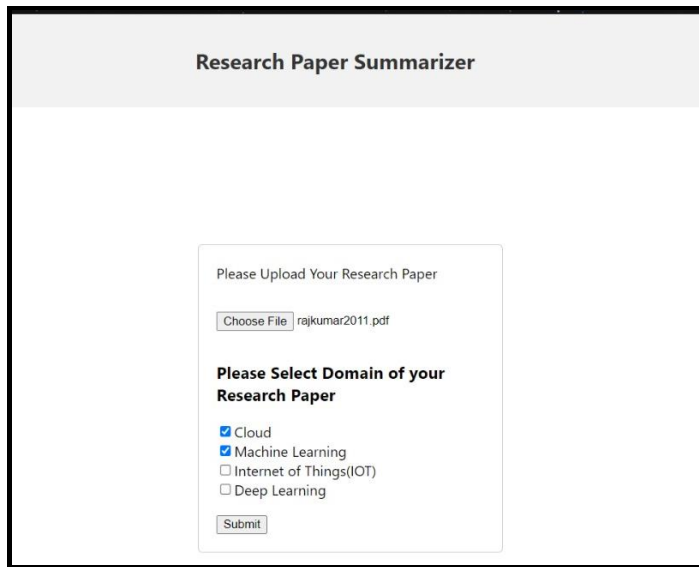 Research Paper Summarizer
Please Upload Your Research Paper
Choose File rajkumar2011.pdf
Please Select Domain of your
Research Paper
Cloud
Machine Learning
Internet of Things(IOT)
Deep Learning
Submit